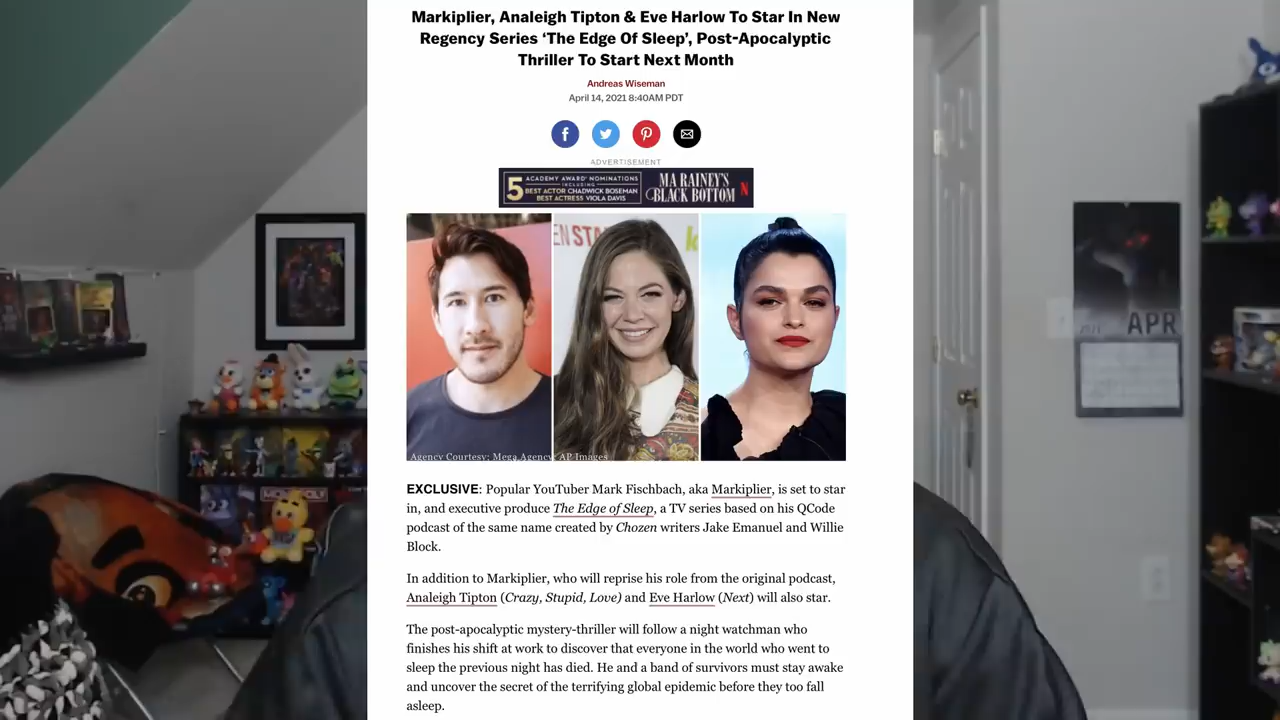 Markiplier, Analeigh Tipton & Eve Harlow To Star In New
Regency Series ‘The Edge Of Sleep’, Post-Apocalyptic
Thriller To Start Next Month
Andreas Wiseman
April 14, 2021 8:40AM PDT
ADVERTISEMENT
5 ACADEMY AWARD NOMINATIONS
INCLUDING
BEST ACTOR CHADWICK BOSEMAN
BEST ACTRESS VIOLA DAVIS
MA RAINEY'S
BLACK BOTTOM
N
EN STA
k
Agency Courtesy; Mega Agency; AP Images
EXCLUSIVE: Popular YouTuber Mark Fischbach, aka Markiplier, is set to star
in, and executive produce The Edge of Sleep, a TV series based on his QCode
podcast of the same name created by Chozen writers Jake Emanuel and Willie
Block.
In addition to Markiplier, who will reprise his role from the original podcast,
Analeigh Tipton (Crazy, Stupid, Love) and Eve Harlow (Next) will also star.
The post-apocalyptic mystery-thriller will follow a night watchman who
finishes his shift at work to discover that everyone in the world who went to
sleep the previous night has died. He and a band of survivors must stay awake
and uncover the secret of the terrifying global epidemic before they too fall
asleep.
2021 APR
MONOPOLY